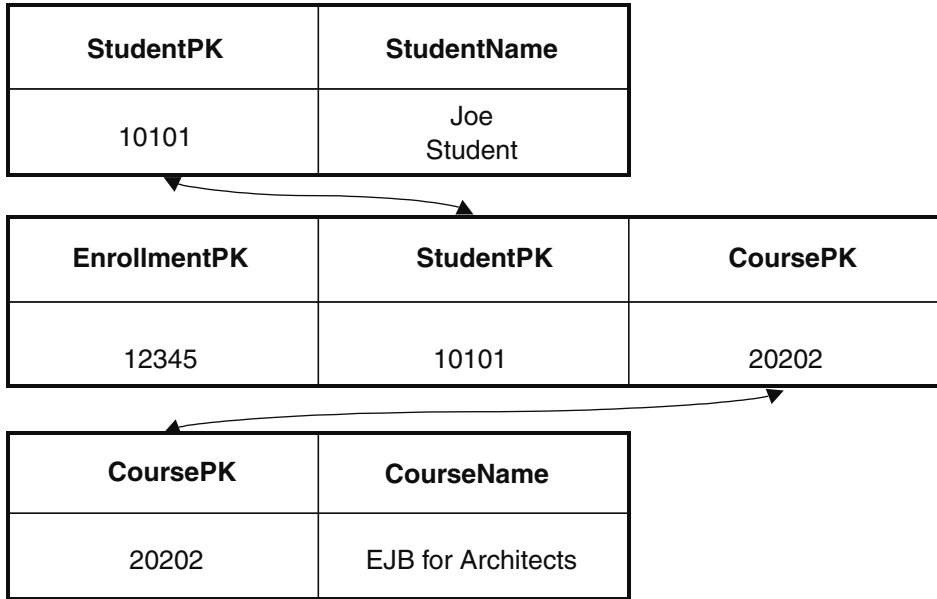 StudentPK StudentName
10101 Joe
Student
EnrollmentPK StudentPK CoursePK
12345 10101 20202
CoursePK CourseName
20202 EJB for Architects